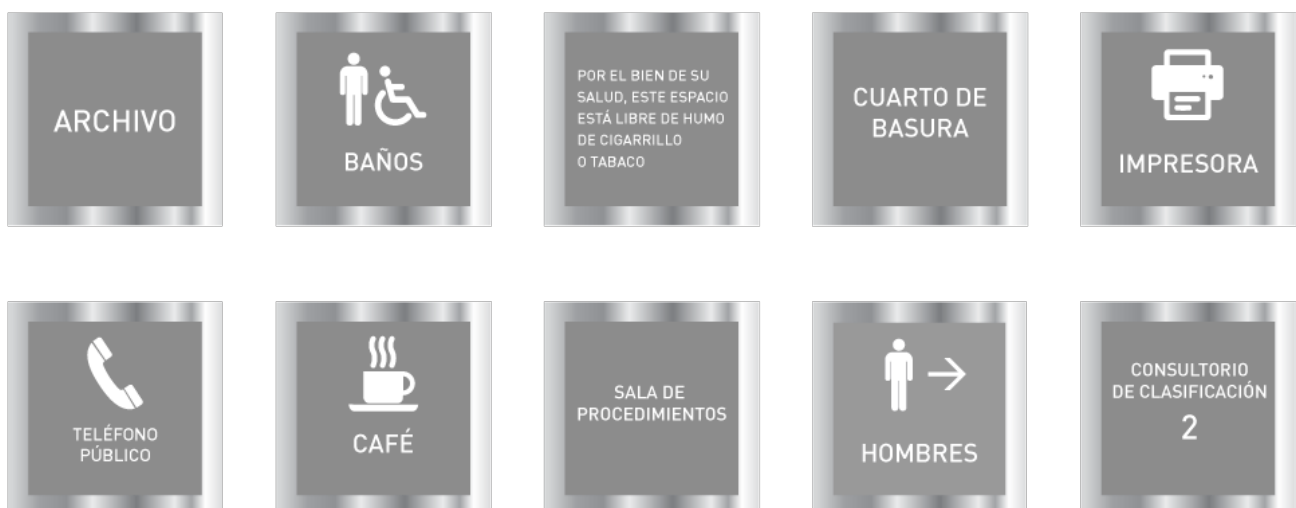 ARCHIVO
BAÑOS
POR EL BIEN DE SU
SALUD, ESTE ESPACIO
ESTÁ LIBRE DE HUMO
DE CIGARRILLO
O TABACO
CUARTO DE
BASURA
IMPRESORA
TELÉFONO
PÚBLICO
CAFÉ
SALA DE
PROCEDIMIENTOS
HOMBRES
CONSULTORIO
DE CLASIFICACIÓN
2